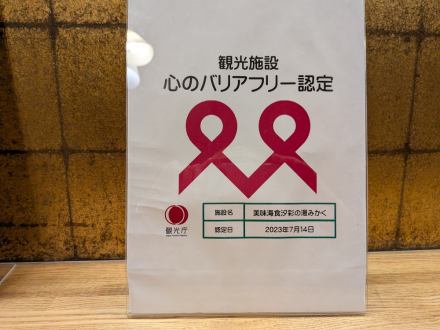 観光施設
心のバリアフリー認定
施設名 美味海食汐彩の湯みかく
認定日 2023年7月14日
観光庁